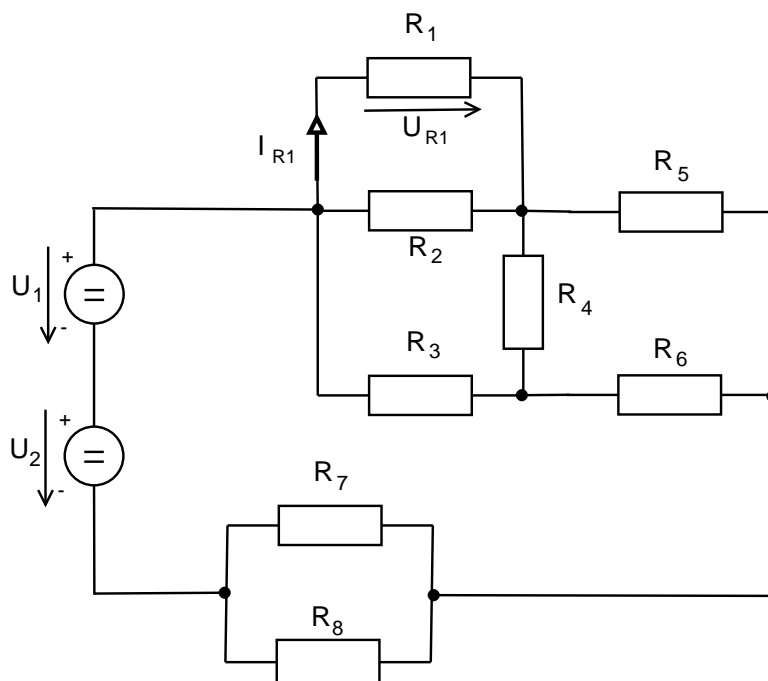 R1
UR1
IR1
R5
R2
+
U1
=
-
R4
R3
R6
+
U2
=
-
R7
R8